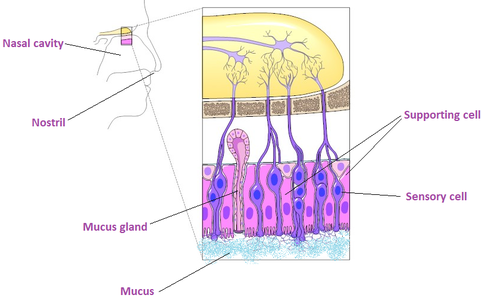 Nasal cavity
Nostril
Supporting cell
Sensory cell
Mucus gland
Mucus